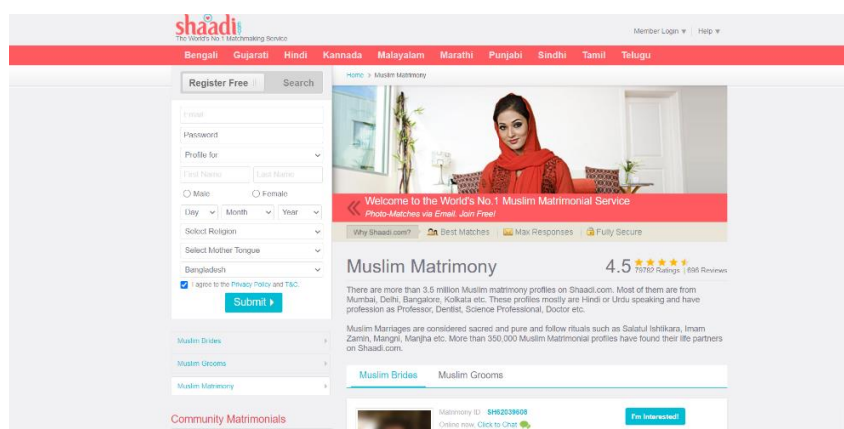 shaadi
The World's No.1 Matchmaking Service
Member Login
Help
Bengali Gujarati Hindi Kannada Malayalam Marathi Punjabi Sindhi Tamil Telugu
Register Free
Search
Home > Muslim Matrimony
Email
Password
Profile for
First Name
Last Name
Male
Female
Day Month Year
Select Religion
Select Mother Tongue
Bangladesh
I agree to the Privacy Policy and T&C.
Submit
Welcome to the World's No.1 Muslim Matrimonial Service
Photo-Matches via Email. Join Free!
Why Shaadi.com?
Best Matches
Max Responses
Fully Secure
Muslim Matrimony
4.5
79782 Ratings | 698 Reviews
There are more than 3.5 million Muslim matrimony profiles on Shaadi.com. Most of them are from
Mumbai, Delhi, Bangalore, Kolkata etc. These profiles mostly are Hindi or Urdu speaking and have
profession as Professor, Dentist, Science Professional, Doctor etc.
Muslim Marriages are considered sacred and pure and follow rituals such as Salatul Ishtikara, Imam
Zamin, Mangni, Manjha etc. More than 350,000 Muslim Matrimonial profiles have found their life partners
on Shaadi.com.
Muslim Brides
Muslim Grooms
Muslim Matrimony
Muslim Brides
Muslim Grooms
Community Matrimonials
Matrimony ID SH62039608
Online now. Click to Chat
I'm Interested!